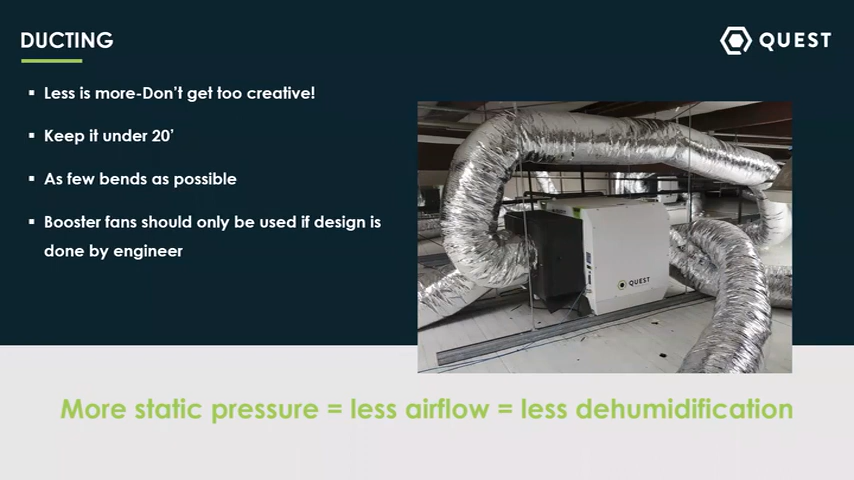 DUCTING
QUEST
▪ Less is more-Don't get too creative!
▪ Keep it under 20'
▪ As few bends as possible
▪ Booster fans should only be used if design is
done by engineer
QUEST
More static pressure = less airflow = less dehumidification